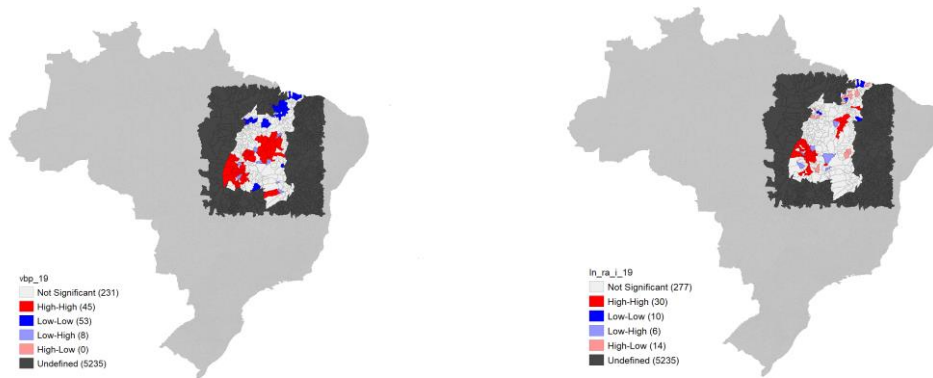 vbp_19
Not Significant (231)
High-High (45)
Low-Low (53)
Low-High (8)
High-Low (0)
Undefined (5235)
ln_ra_i_19
Not Significant (277)
High-High (30)
Low-Low (10)
Low-High (6)
High-Low (14)
Undefined (5235)